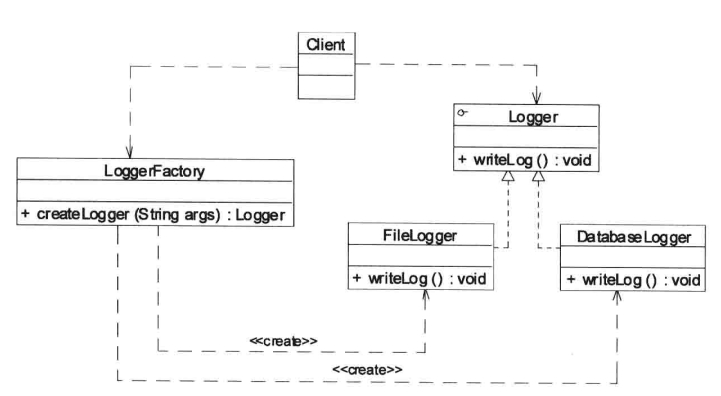 Client
Logger
+ writeLog () : void
LoggerFactory
+ createLogger (String args) : Logger
FileLogger
+ writeLog () : void
DatabaseLogger
+ writeLog () : void
<<create>>
<<create>>